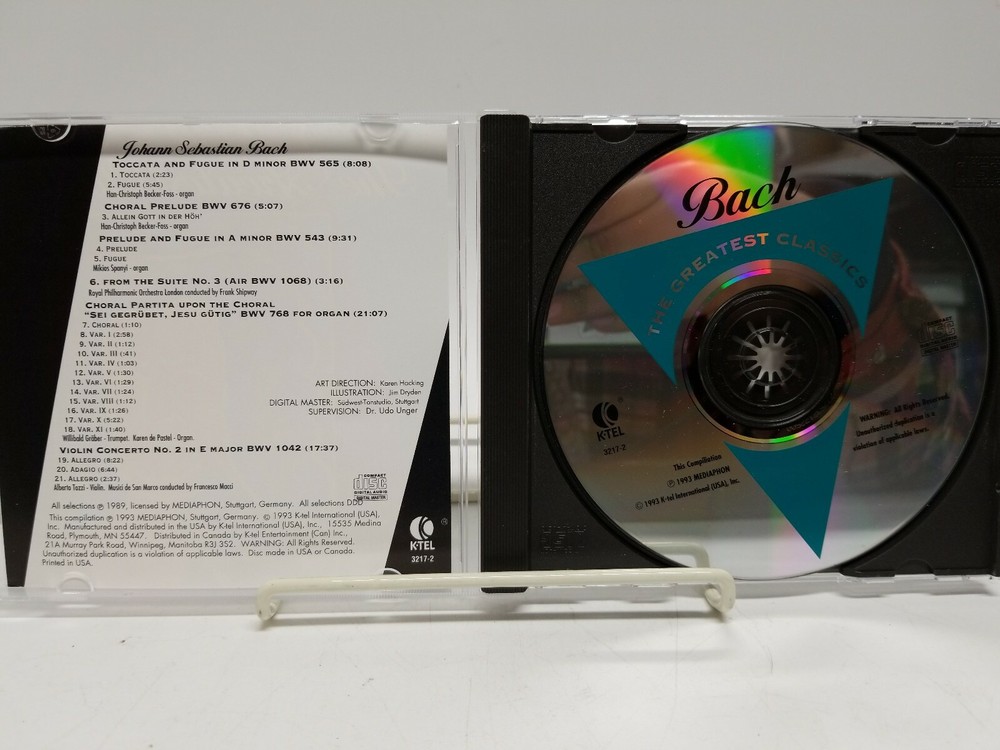 Johann Sebastian Bach
TOCCATA AND FUGUE IN D MINOR BWV 565 (8:08)
1. TOCCATA (2:23)
2. FUGUE (5:45)
Han-Christoph Becker-Foss - organ
CHORAL PRELUDE BWV 676 (5:07)
3. ALLEIN GOTT IN DER HÖH'
Han-Christoph Becker-Foss - organ
PRELUDE AND FUGUE IN A MINOR BWV 543 (9:31)
4. PRELUDE
5. FUGUE
Miklos Spanyi - organ
6. FROM THE SUITE NO. 3 (AIR BWV 1068) (3:16)
Royal Philharmonic Orchestra London conducted by Frank Shipway
CHORAL PARTITA UPON THE CHORAL
"SEI GEGRÜBET, JESU GÜTIG" BWV 768 FOR ORGAN (21:07)
7. CHORAL (1:10)
8. VAR. I (2:58)
9. VAR. II (1:12)
10. VAR. III (:41)
11. VAR. IV (1:03)
12. VAR. V (1:30)
13. VAR. VI (1:29)
14. VAR. VII (1:24)
15. VAR. VIII (1:12)
16. VAR. IX (1:26)
17. VAR. X (5:22)
18. VAR. XI (1:40)
Willibald Gräber - Trumpet. Karen de Pastel - Organ.
ART DIRECTION: Karen Hacking
ILLUSTRATION: Jim Dryden
DIGITAL MASTER: Südwest-Tonstudio, Stuttgart
SUPERVISION: Dr. Udo Unger
VIOLIN CONCERTO NO. 2 IN E MAJOR BWV 1042 (17:37)
19. ALLEGRO (8:22)
20. ADAGIO (6:44)
21. ALLEGRO (2:37)
Alberta Tazzi - Violin. Musici de San Marco conducted by Francesco Macci
COMPACT
disc
DIGITAL AUDIO
DIGITAL MASTER
All selections ℗ 1989, licensed by MEDIAPHON, Stuttgart, Germany. All selections DDD
This compilation ℗ 1993 MEDIAPHON, Stuttgart, Germany. © 1993 K-tel International (USA),
Inc. Manufactured and distributed in the USA by K-tel International (USA), Inc., 15535 Medina
Road, Plymouth, MN 55447. Distributed in Canada by K-tel Entertainment (Can) Inc.,
21A Murray Park Road, Winnipeg, Manitoba R3J 3S2. WARNING: All Rights Reserved.
Unauthorized duplication is a violation of applicable laws. Disc made in USA or Canada.
Printed in USA.
K
K-TEL
®
3217-2
Bach
THE GREATEST CLASSICS
K
K-TEL
3217-2
This Compilation
℗ 1993 MEDIAPHON
© 1993 K-tel International (USA), Inc.
WARNING: All Rights Reserved.
Unauthorized duplication is a
violation of applicable laws.